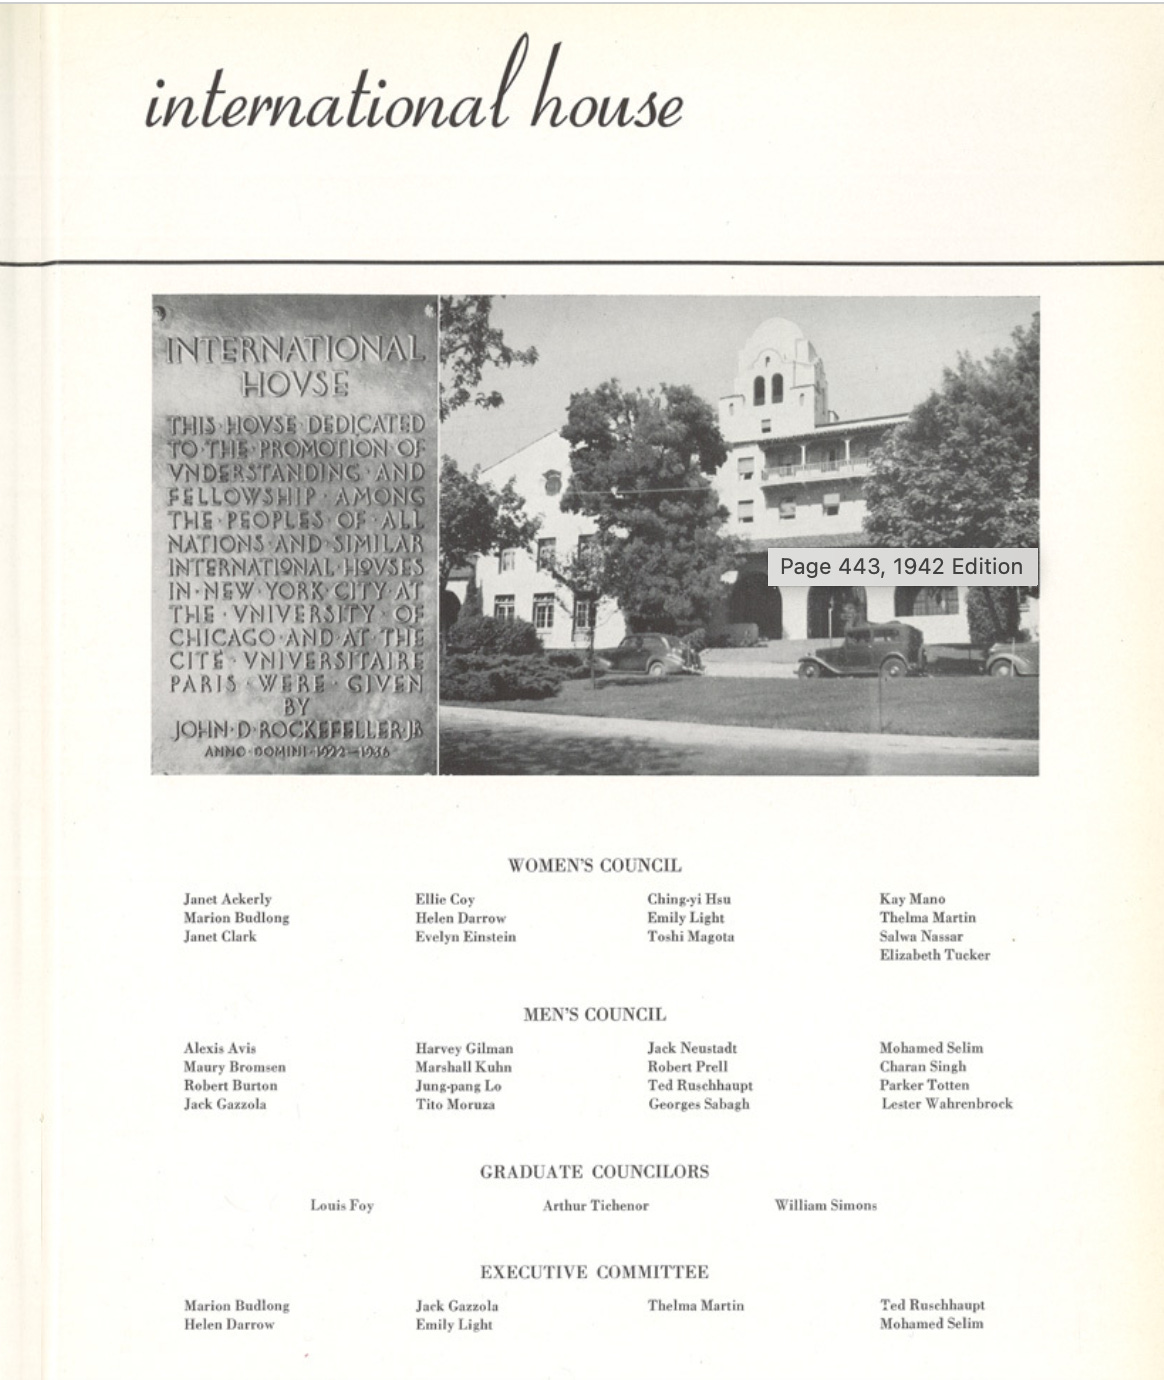 international house
INTERNATIONAL
HOVSE
THIS·HOVSE·DEDICATED
TO·THE·PROMOTION·OF
VNDERSTANDING·AND
FELLOWSHIP·AMONG
THE·PEOPLES·OF·ALL
NATIONS·AND·SIMILAR
INTERNATIONAL·HOVSES
IN·NEW·YORK·CITY·AT
THE·VNIVERSITY·OF
CHICAGO·AND·AT·THE
CITE·VNIVERSITAIRE
PARIS·WERE·GIVEN
BY
JOHN·D·ROCKEFELLER·JR
ANNO·DOMINI·1922—1936
Page 443, 1942 Edition
WOMEN'S COUNCIL
Janet Ackerly Ellie Coy Ching-yi Hsu Kay Mano
Marion Budlong Helen Darrow Emily Light Thelma Martin
Janet Clark Evelyn Einstein Toshi Magota Salwa Nassar
Elizabeth Tucker
MEN'S COUNCIL
Alexis Avis Harvey Gilman Jack Neustadt Mohamed Selim
Maury Bromsen Marshall Kuhn Robert Prell Charan Singh
Robert Burton Jung-pang Lo Ted Ruschhaupt Parker Totten
Jack Gazzola Tito Moruza Georges Sabagh Lester Wahrenbrock
GRADUATE COUNCILORS
Louis Foy Arthur Tichenor William Simons
EXECUTIVE COMMITTEE
Marion Budlong Jack Gazzola Thelma Martin Ted Ruschhaupt
Helen Darrow Emily Light Mohamed Selim